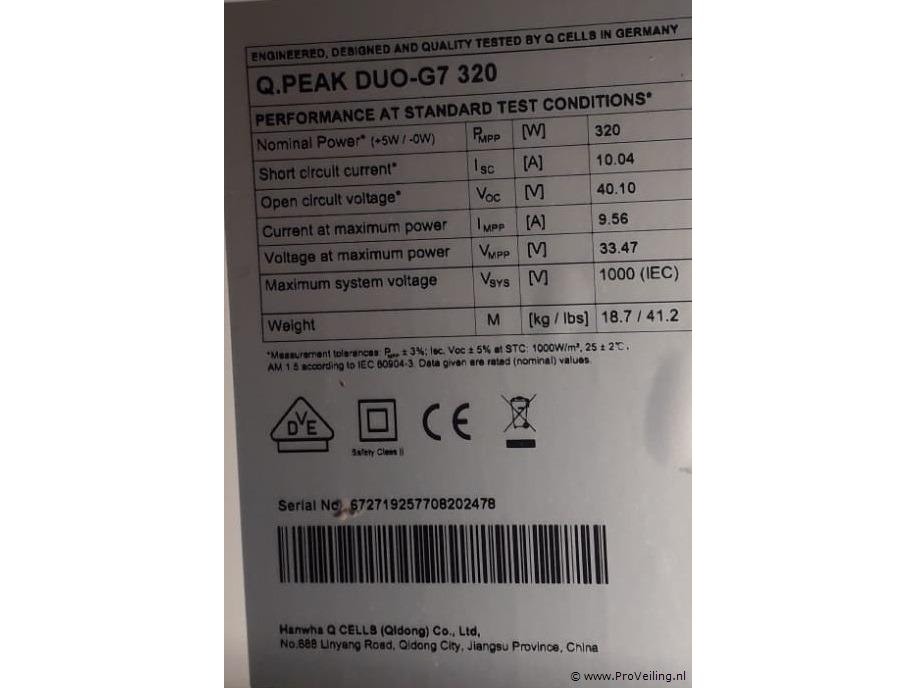 ENGINEERED, DESIGNED AND QUALITY TESTED BY Q CELLS IN GERMANY
Q.PEAK DUO-G7 320
PERFORMANCE AT STANDARD TEST CONDITIONS*
Nominal Power* (+5W / -0W) PMPP [W] 320
Short circuit current* ISC [A] 10.04
Open circuit voltage* VOC [V] 40.10
Current at maximum power IMPP [A] 9.56
Voltage at maximum power VMPP [V] 33.47
Maximum system voltage VSYS [V] 1000 (IEC)
Weight M [kg / lbs] 18.7 / 41.2
*Measurement tolerances: PMPP ± 3%; Isc, Voc ± 5% at STC: 1000W/m², 25 ± 2℃,
AM 1.5 according to IEC 60904-3. Data given are rated (nominal) values.
DVE CE
Safety Class II
Serial No. 672719257708202478
Hanwha Q CELLS (Qidong) Co., Ltd,
No.888 Linyang Road, Qidong City, Jiangsu Province, China
© www.ProVeiling.nl